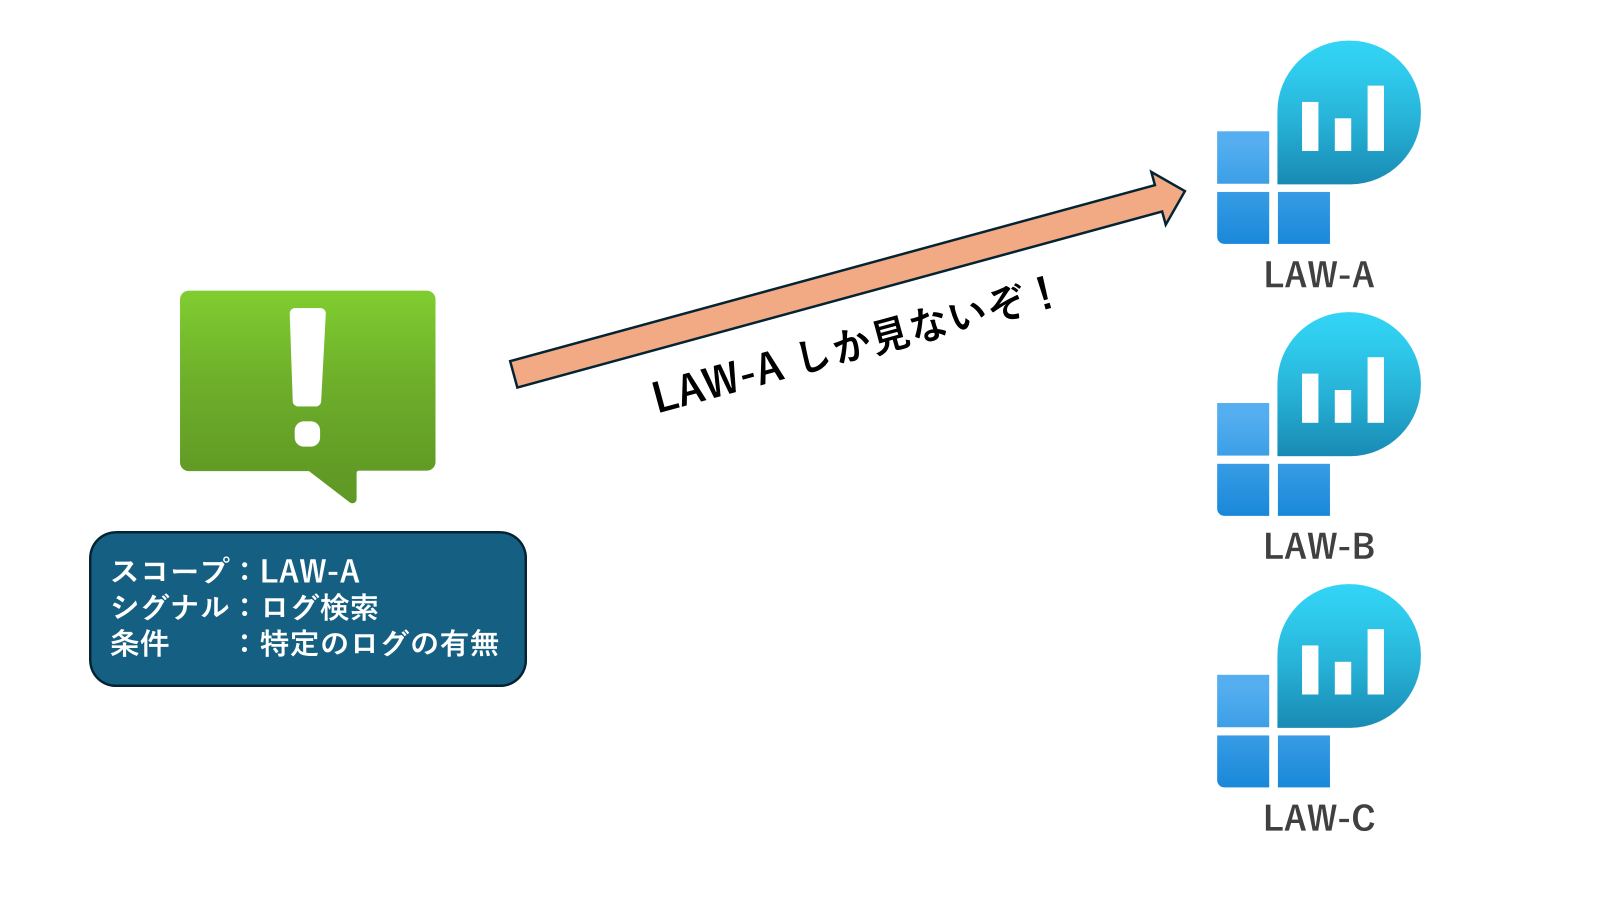 LAW-A
LAW-A しか見ないぞ！
LAW-B
スコープ：LAW-A
シグナル：ログ検索
条件　　：特定のログの有無
LAW-C